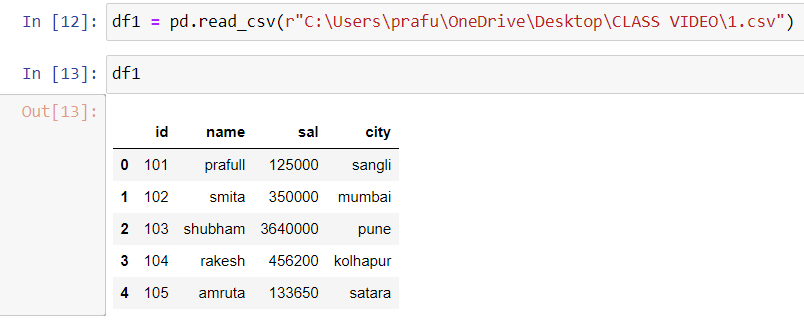 In [12]: df1 = pd.read_csv(r"C:\Users\prafu\OneDrive\Desktop\CLASS VIDEO\1.csv")
In [13]: df1
Out[13]:
id name sal city
0 101 prafull 125000 sangli
1 102 smita 350000 mumbai
2 103 shubham 3640000 pune
3 104 rakesh 456200 kolhapur
4 105 amruta 133650 satara